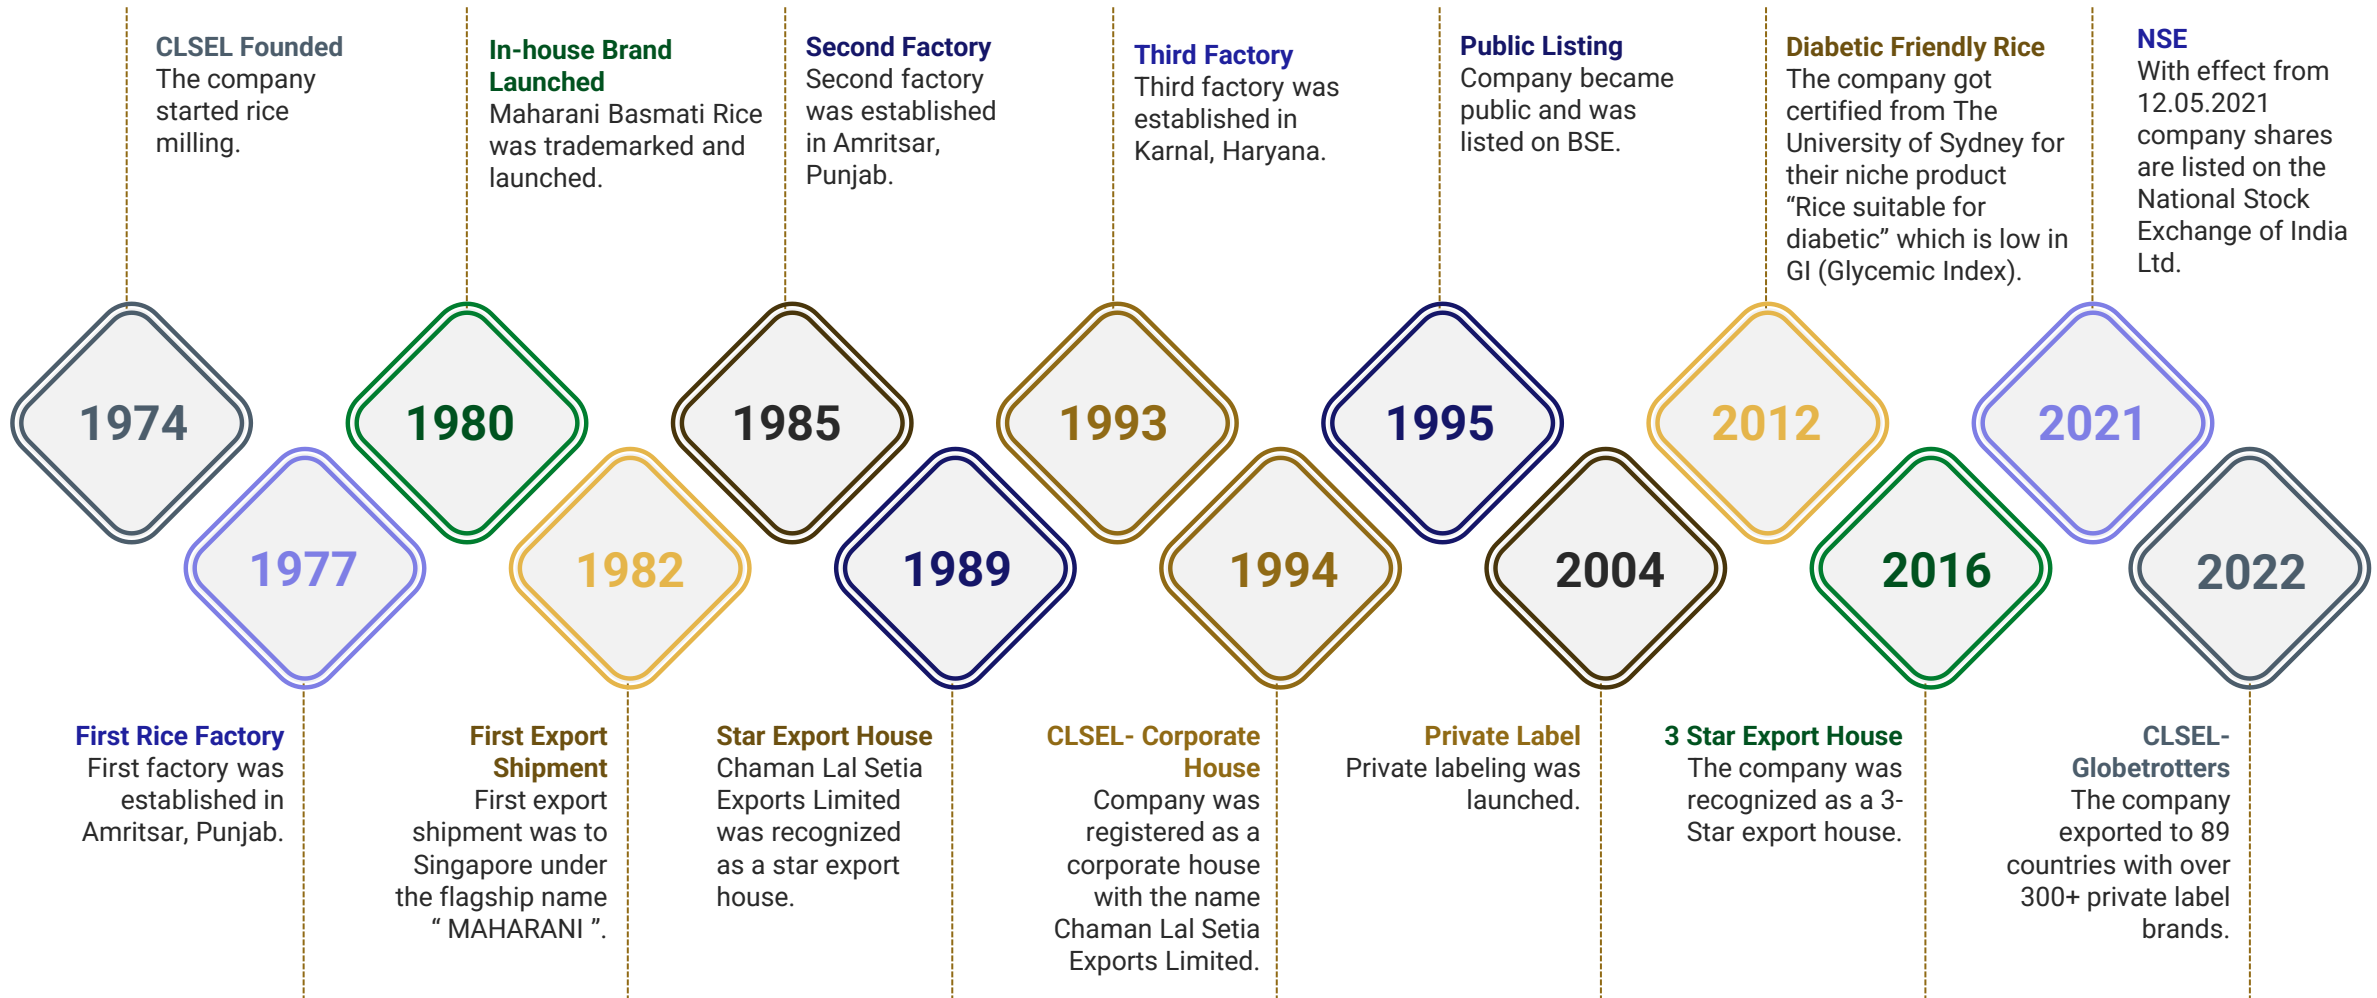 CLSEL Founded
The company
started rice
milling.
In-house Brand
Launched
Maharani Basmati Rice
was trademarked and
launched.
Second Factory
Second factory
was established
in Amritsar,
Punjab.
Third Factory
Third factory was
established in
Karnal, Haryana.
Public Listing
Company became
public and was
listed on BSE.
Diabetic Friendly Rice
The company got
certified from The
University of Sydney for
their niche product
“Rice suitable for
diabetic” which is low in
GI (Glycemic Index).
NSE
With effect from
12.05.2021
company shares
are listed on the
National Stock
Exchange of India
Ltd.
1974
1980
1985
1993
1995
2012
2021
1977
1982
1989
1994
2004
2016
2022
First Rice Factory
First factory was
established in
Amritsar, Punjab.
First Export
Shipment
First export
shipment was to
Singapore under
the flagship name
“ MAHARANI ”.
Star Export House
Chaman Lal Setia
Exports Limited
was recognized
as a star export
house.
CLSEL- Corporate
House
Company was
registered as a
corporate house
with the name
Chaman Lal Setia
Exports Limited.
Private Label
Private labeling was
launched.
3 Star Export House
The company was
recognized as a 3-
Star export house.
CLSEL-
Globetrotters
The company
exported to 89
countries with over
300+ private label
brands.